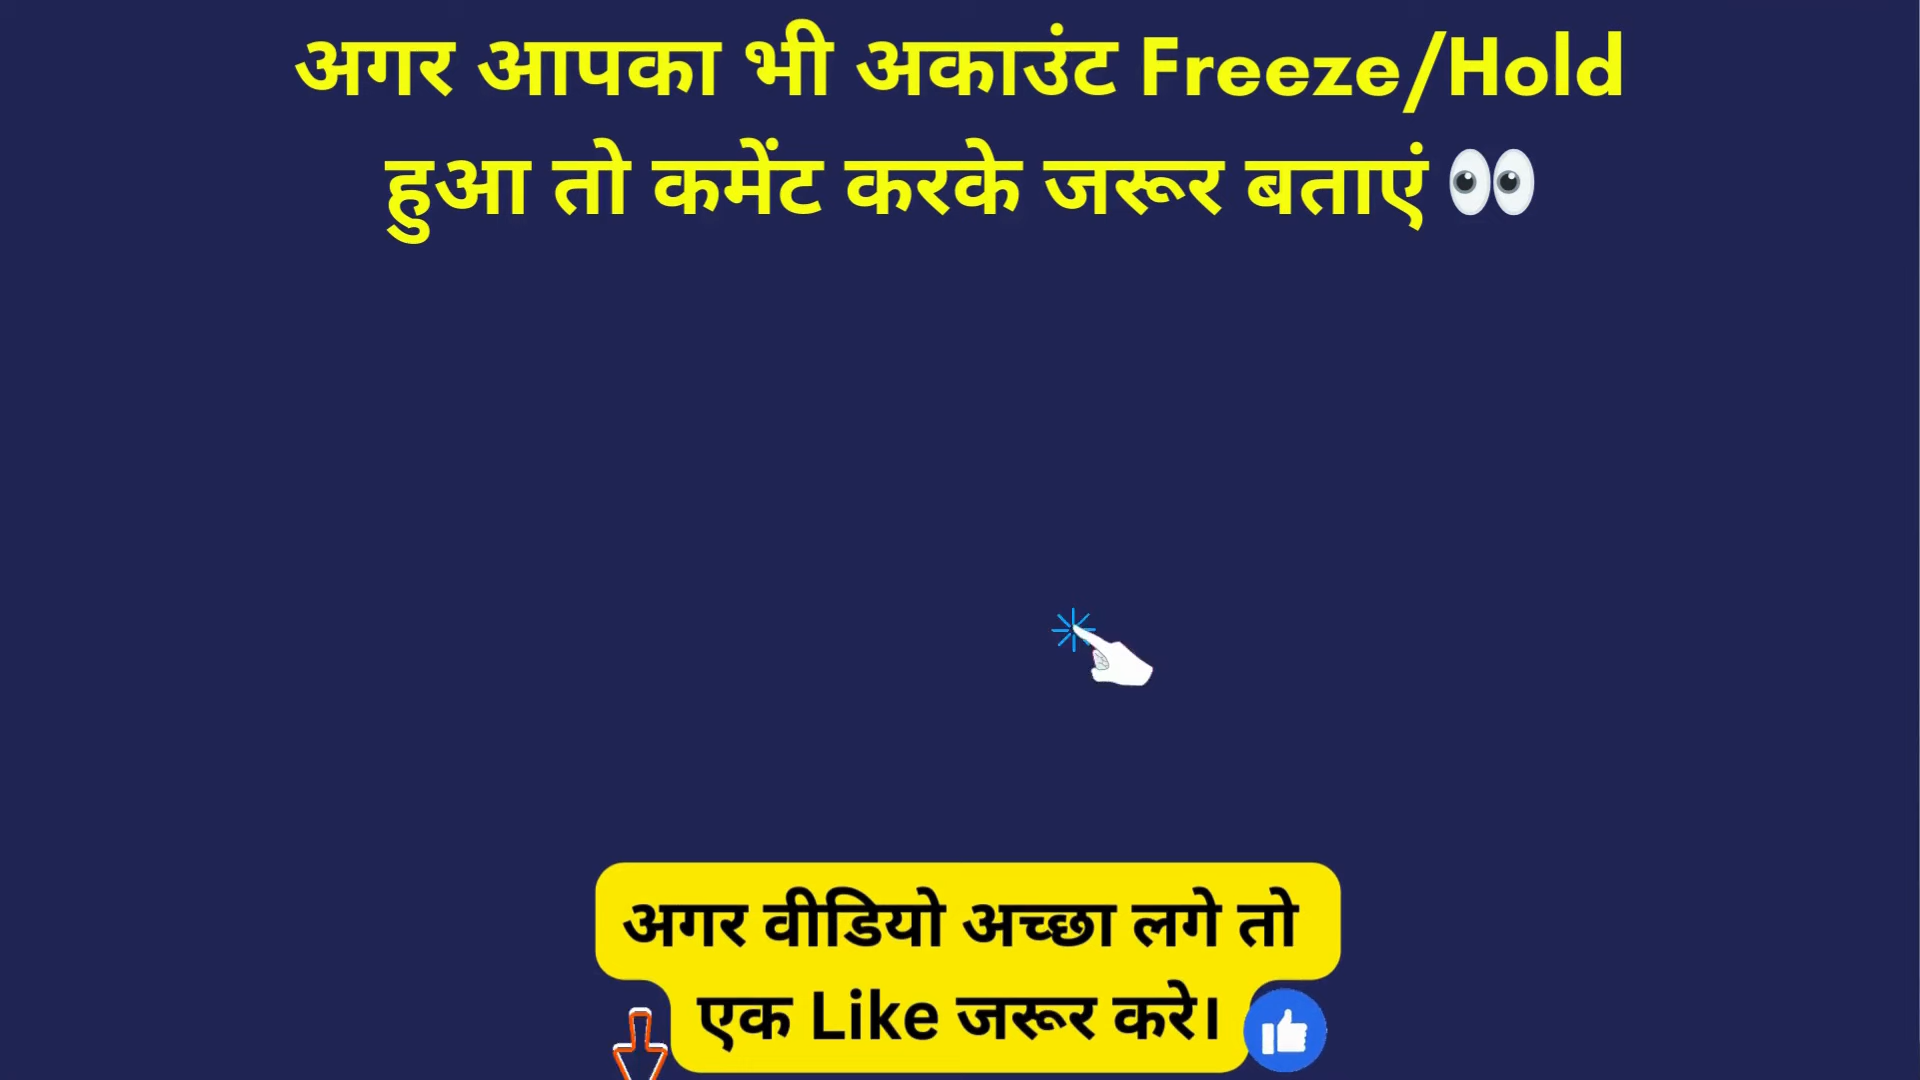 अगर आपका भी अकाउंट Freeze/Hold
हुआ तो कमेंट करके जरूर बताएं 👀
अगर वीडियो अच्छा लगे तो
एक Like जरूर करे।